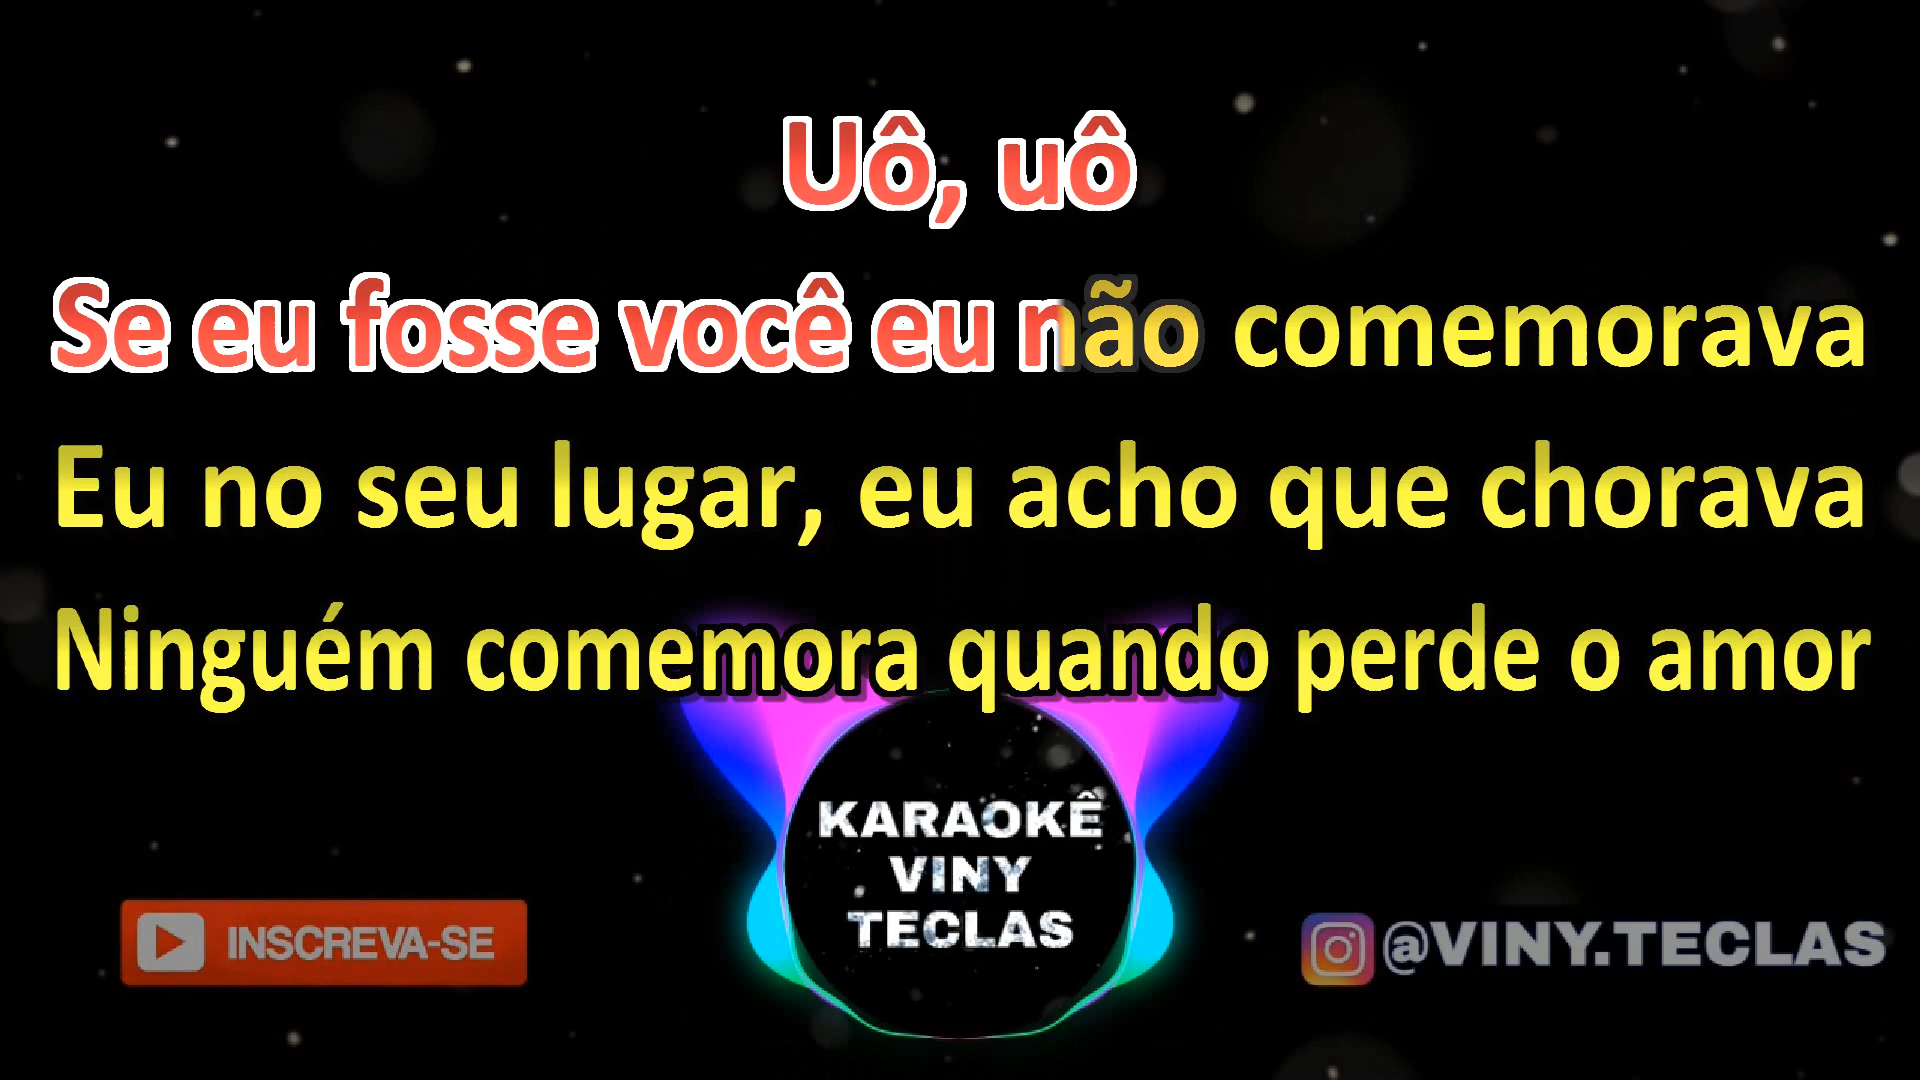 Uô, uô
Se eu fosse você eu não comemorava
Eu no seu lugar, eu acho que chorava
Ninguém comemora quando perde o amor
KARAOKÊ
VINY
TECLAS
INSCREVA-SE
@VINY.TECLAS